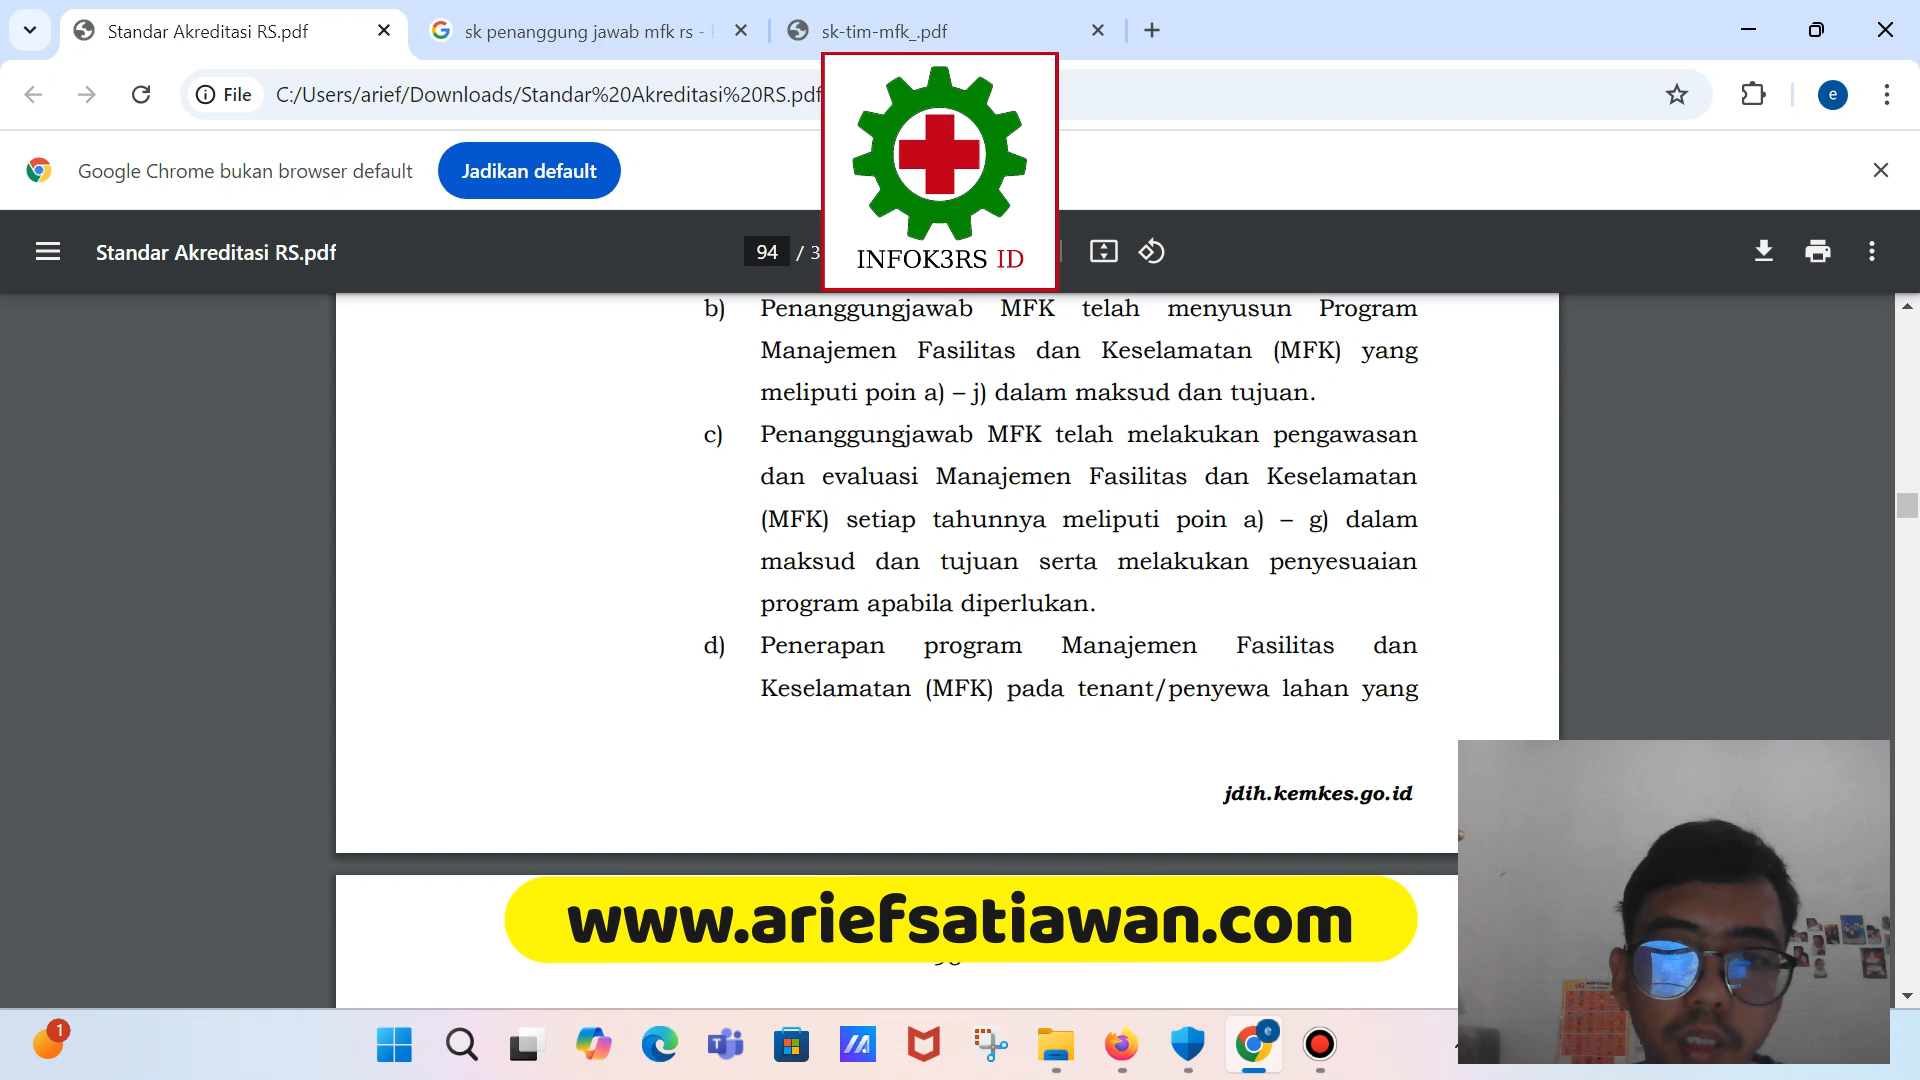 Standar Akreditasi RS.pdf
sk penanggung jawab mfk rs -
sk-tim-mfk_.pdf
File
C:/Users/arief/Downloads/Standar%20Akreditasi%20RS.pdf
e
Google Chrome bukan browser default
Jadikan default
INFOK3RS ID
Standar Akreditasi RS.pdf
94 / 3
b) Penanggungjawab MFK telah menyusun Program
Manajemen Fasilitas dan Keselamatan (MFK) yang
meliputi poin a) – j) dalam maksud dan tujuan.
c) Penanggungjawab MFK telah melakukan pengawasan
dan evaluasi Manajemen Fasilitas dan Keselamatan
(MFK) setiap tahunnya meliputi poin a) – g) dalam
maksud dan tujuan serta melakukan penyesuaian
program apabila diperlukan.
d) Penerapan program Manajemen Fasilitas dan
Keselamatan (MFK) pada tenant/penyewa lahan yang
jdih.kemkes.go.id
www.ariefsatiawan.com
1
e